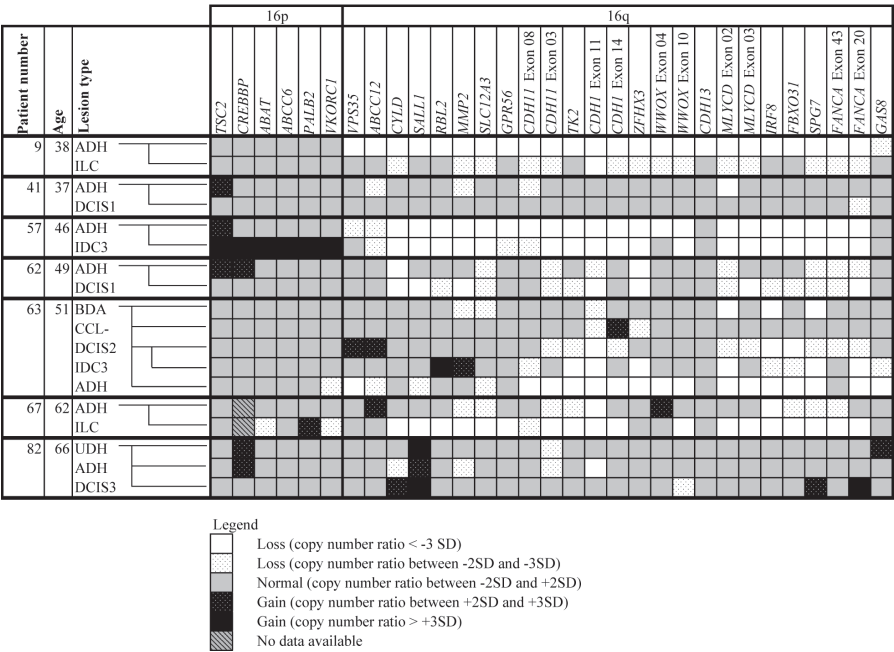 16p 16q
Patient number Age Lesion type TSC2 CREBBP ABAT ABCC6 PALB2 VKORC1 VPS35 ABCC12 CYLD SALL1 RBL2 MMP2 SLC12A3 GPR56 CDH11 Exon 08 CDH11 Exon 03 TK2 CDH1 Exon 11 CDH1 Exon 14 ZFHX3 WWOX Exon 04 WWOX Exon 10 CDH13 MLYCD Exon 02 MLYCD Exon 03 IRF8 FBXO31 SPG7 FANCA Exon 43 FANCA Exon 20 GAS8
9 38 ADH
ILC
41 37 ADH
DCIS1
57 46 ADH
IDC3
62 49 ADH
DCIS1
63 51 BDA
CCL-
DCIS2
IDC3
ADH
67 62 ADH
ILC
82 66 UDH
ADH
DCIS3
Legend
Loss (copy number ratio < -3 SD)
Loss (copy number ratio between -2SD and -3SD)
Normal (copy number ratio between -2SD and +2SD)
Gain (copy number ratio between +2SD and +3SD)
Gain (copy number ratio > +3SD)
No data available